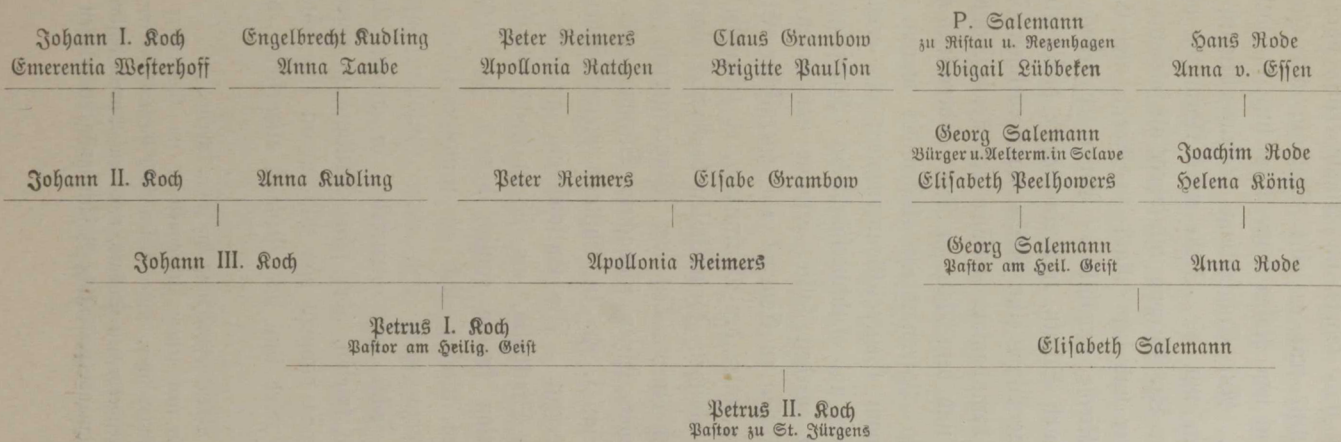 Johann I. Koch
Emerentia Westerhoff
Engelbrecht Kudling
Anna Taube
Peter Reimers
Apollonia Ratchen
Claus Grambow
Brigitte Paulson
P. Salemann
zu Ristau u. Rezenhagen
Abigail Lübbeken
Hans Rode
Anna v. Essen
Johann II. Koch
Anna Kudling
Peter Reimers
Elsabe Grambow
Georg Salemann
Bürger u. Aelterm. in Sclave
Elisabeth Peelhowers
Joachim Rode
Helena König
Johann III. Koch
Apollonia Reimers
Georg Salemann
Pastor am Heil. Geist
Anna Rode
Petrus I. Koch
Pastor am Heilig. Geist
Elisabeth Salemann
Petrus II. Koch
Pastor zu St. Jürgens